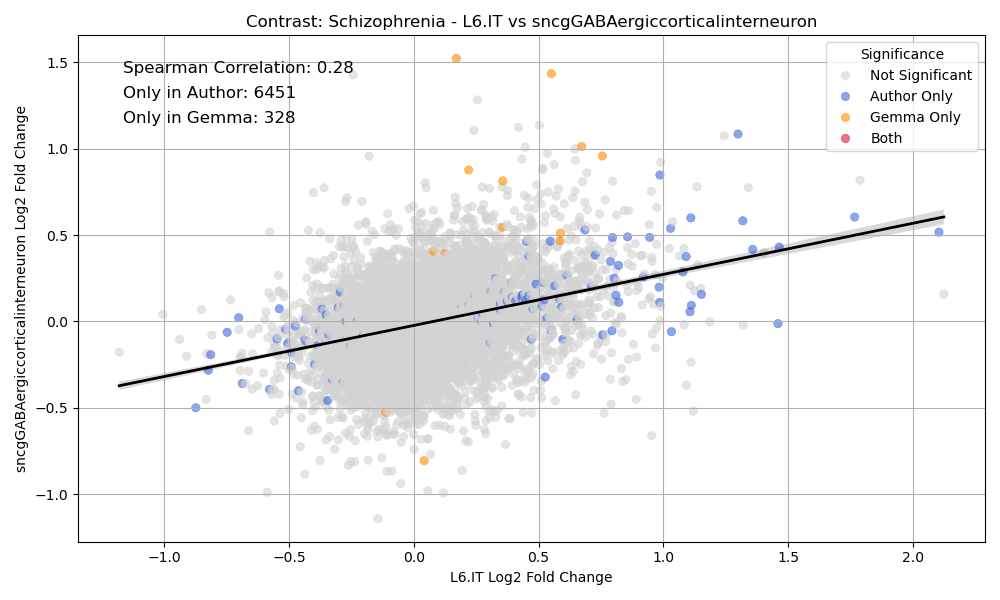 Contrast: Schizophrenia - L6.IT vs sncgGABAergiccorticalinterneuron
Spearman Correlation: 0.28
Only in Author: 6451
Only in Gemma: 328
Significance
Not Significant
Author Only
Gemma Only
Both
sncgGABAergiccorticalinterneuron Log2 Fold Change
1.5
1.0
0.5
0.0
−0.5
−1.0
−1.0 −0.5 0.0 0.5 1.0 1.5 2.0
L6.IT Log2 Fold Change